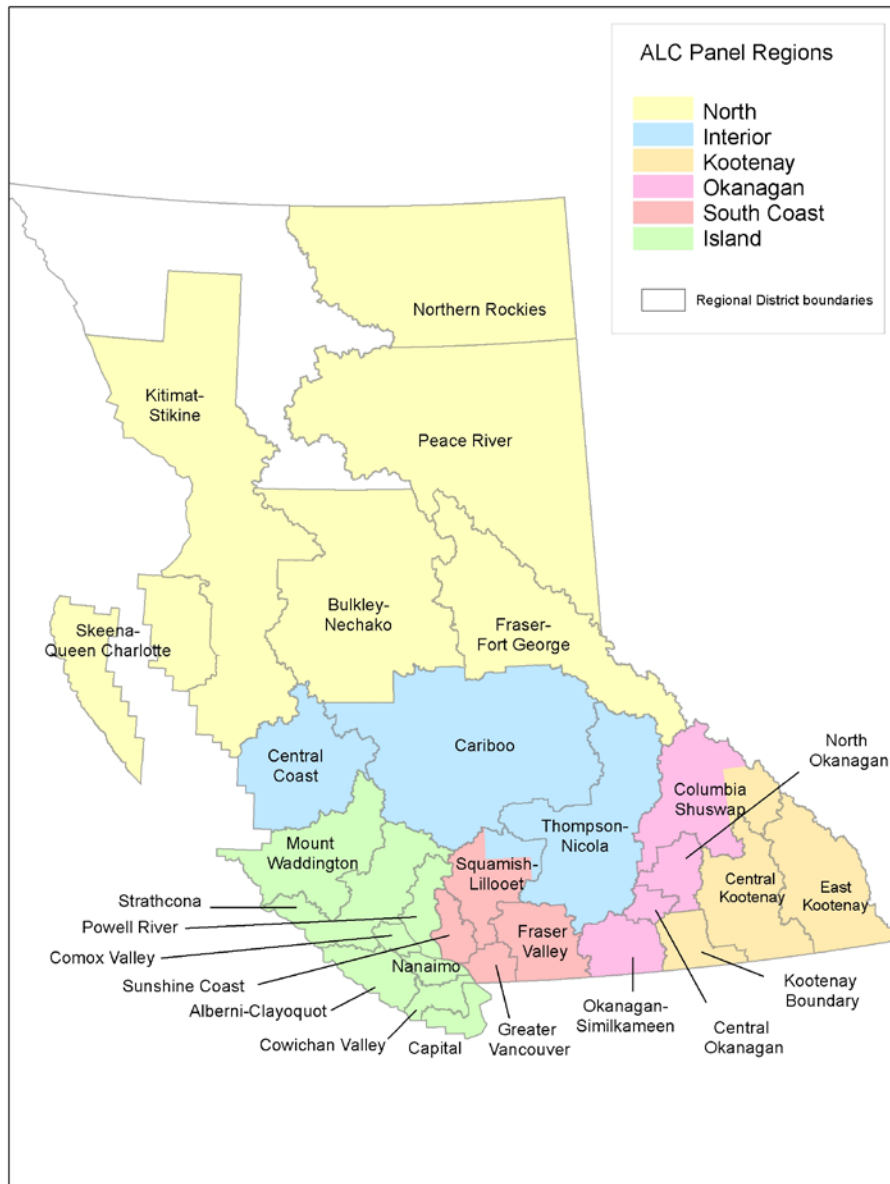 ALC Panel Regions
North
Interior
Kootenay
Okanagan
South Coast
Island
Regional District boundaries
Northern Rockies
Kitimat-
Stikine
Peace River
Bulkley-
Nechako
Fraser-
Fort George
Skeena-
Queen Charlotte
Central
Coast
Cariboo
North
Okanagan
Columbia
Shuswap
Thompson-
Nicola
Mount
Waddington
Squamish-
Lillooet
Central
Kootenay
East
Kootenay
Strathcona
Powell River
Comox Valley
Fraser
Valley
Nanaimo
Sunshine Coast
Alberni-Clayoquot
Cowichan Valley
Capital
Greater
Vancouver
Okanagan-
Similkameen
Central
Okanagan
Kootenay
Boundary